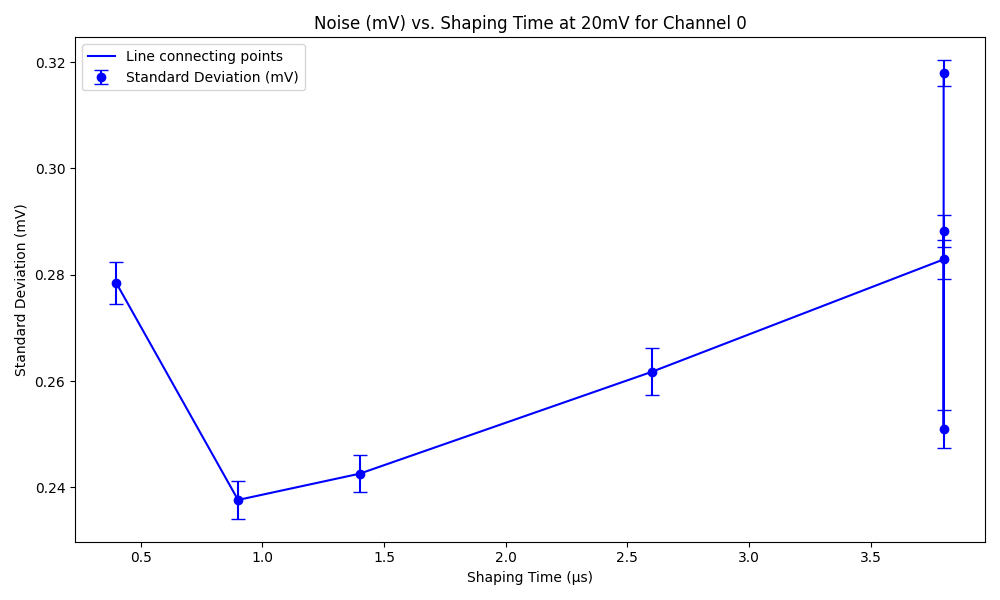 Noise (mV) vs. Shaping Time at 20mV for Channel 0
Line connecting points
Standard Deviation (mV)
Standard Deviation (mV)
0.32
0.30
0.28
0.26
0.24
0.5 1.0 1.5 2.0 2.5 3.0 3.5
Shaping Time (μs)